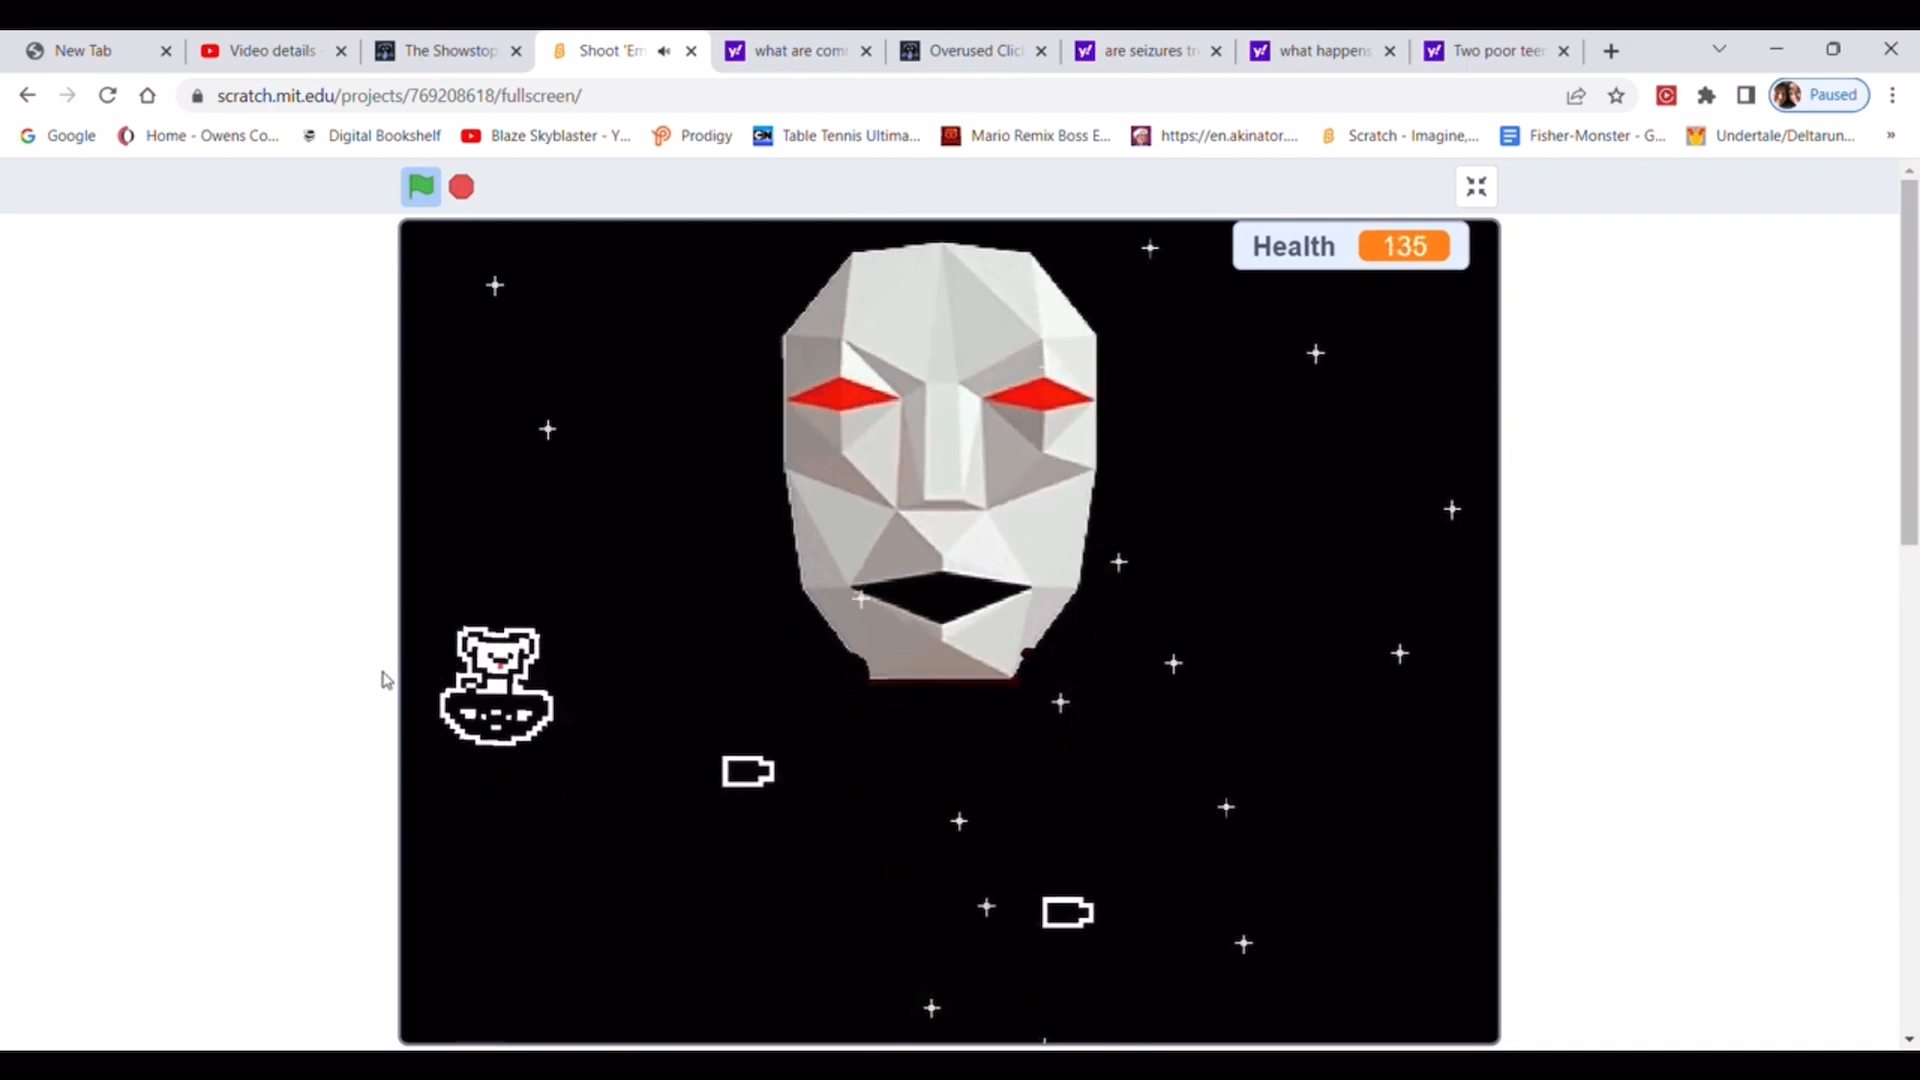 New Tab
Video details
The Showstop
Shoot 'Em
what are com
Overused Clic
are seizures tr
what happens
Two poor teen
scratch.mit.edu/projects/769208618/fullscreen/
Paused
Google
Home - Owens Co...
Digital Bookshelf
Blaze Skyblaster - Y...
Prodigy
Table Tennis Ultima...
Mario Remix Boss E...
https://en.akinator....
Scratch - Imagine,...
Fisher-Monster - G...
Undertale/Deltarun...
»
Health 135